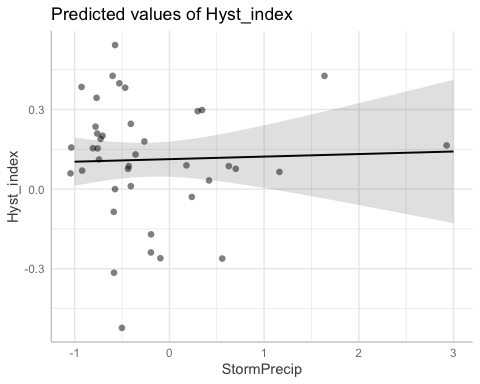 Predicted values of Hyst_index
Hyst_index
0.3
0.0
-0.3
-1 0 1 2 3
StormPrecip